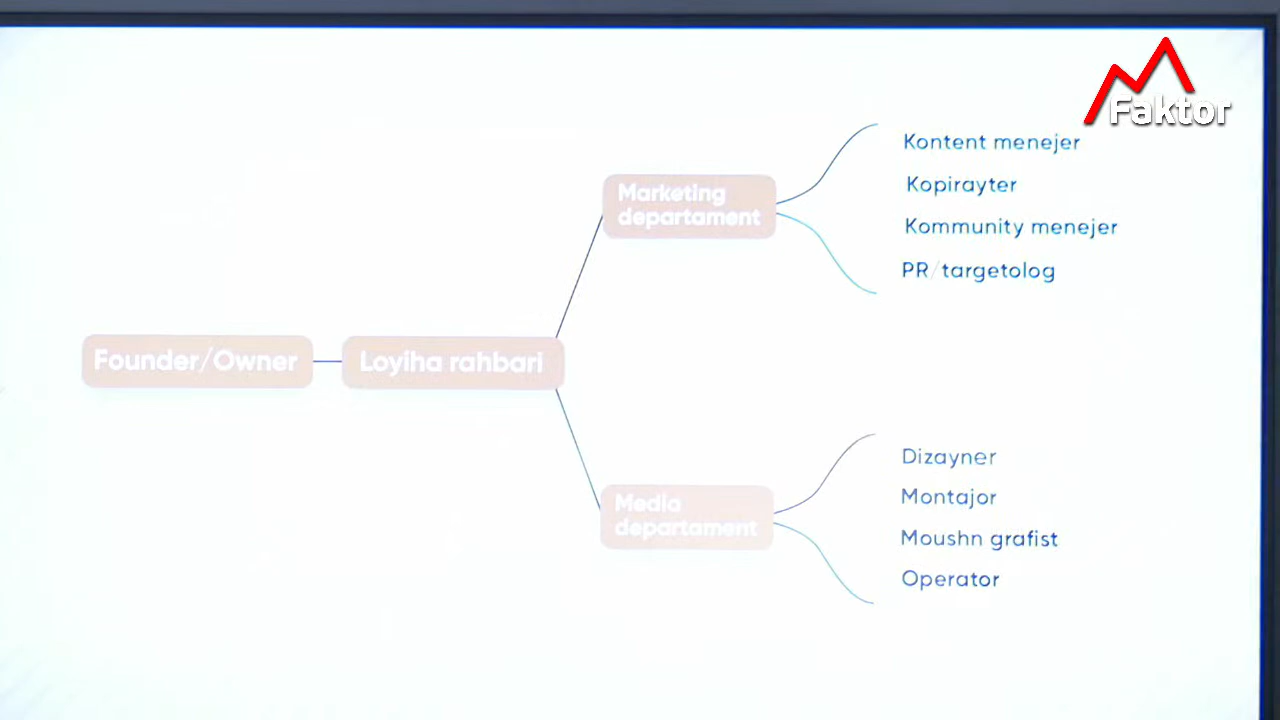 Faktor
Kontent menejer
Kopirayter
Kommunity menejer
PR/targetolog
Marketing
departament
Founder/Owner
Loyiha rahbari
Media
departament
Dizayner
Montajor
Moushn grafist
Operator